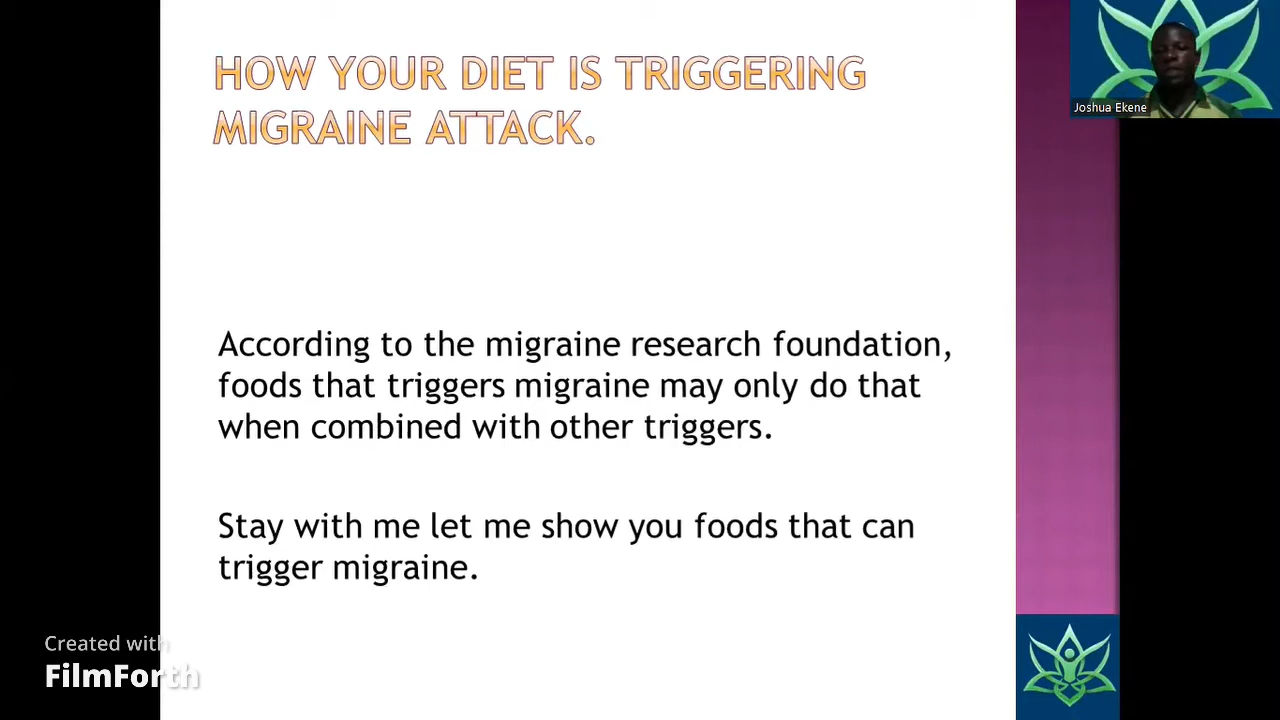 HOW YOUR DIET IS TRIGGERING
MIGRAINE ATTACK.
Joshua Ekene
According to the migraine research foundation,
foods that triggers migraine may only do that
when combined with other triggers.
Stay with me let me show you foods that can
trigger migraine.
Created with
FilmForth